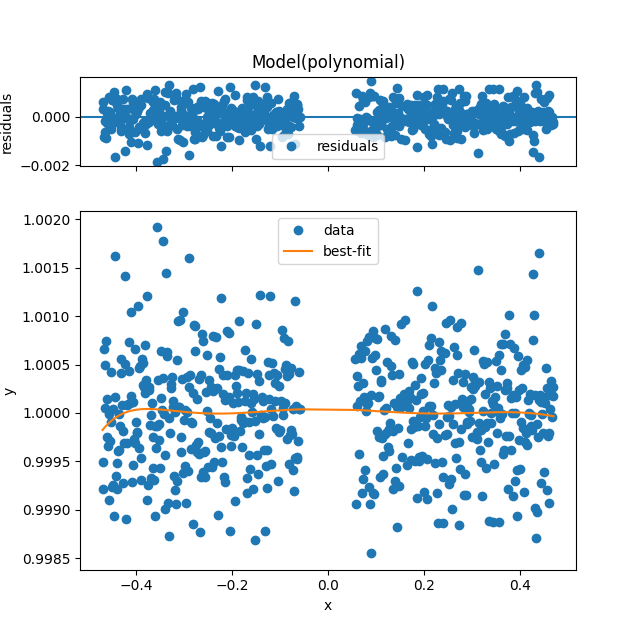 Model(polynomial)
residuals
0.000
−0.002
residuals
1.0020
1.0015
1.0010
1.0005
1.0000
0.9995
0.9990
0.9985
y
data
best-fit
−0.4
−0.2
0.0
0.2
0.4
x